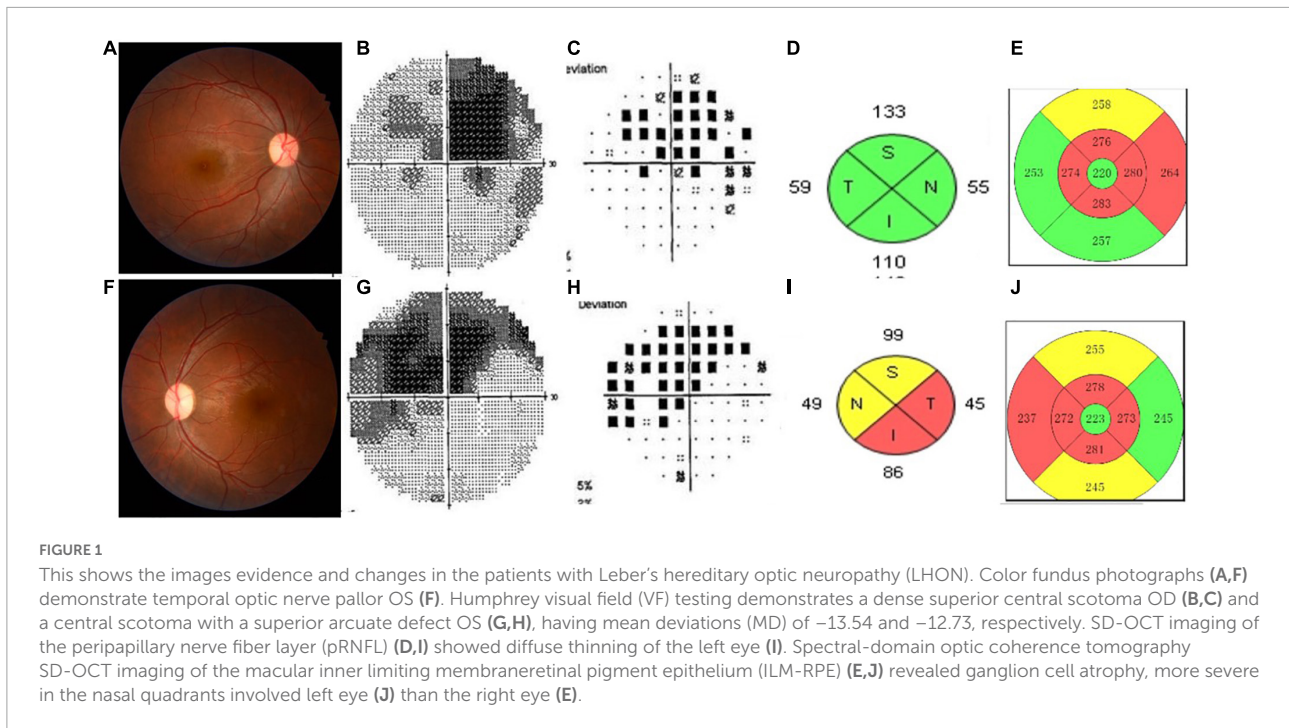 A
B
C
D
E
eviation
30
133
S
T
N
I
59
55
110
258
276
253
274
220
280
264
283
257
F
G
H
I
J
Deviation
30
5%
99
S
N
T
I
49
45
86
255
278
237
272
223
273
245
281
245
FIGURE 1
This shows the images evidence and changes in the patients with Leber's hereditary optic neuropathy (LHON). Color fundus photographs (A,F)
demonstrate temporal optic nerve pallor OS (F). Humphrey visual field (VF) testing demonstrates a dense superior central scotoma OD (B,C) and
a central scotoma with a superior arcuate defect OS (G,H), having mean deviations (MD) of −13.54 and −12.73, respectively. SD-OCT imaging of
the peripapillary nerve fiber layer (pRNFL) (D,I) showed diffuse thinning of the left eye (I). Spectral-domain optic coherence tomography
SD-OCT imaging of the macular inner limiting membraneretinal pigment epithelium (ILM-RPE) (E,J) revealed ganglion cell atrophy, more severe
in the nasal quadrants involved left eye (J) than the right eye (E).